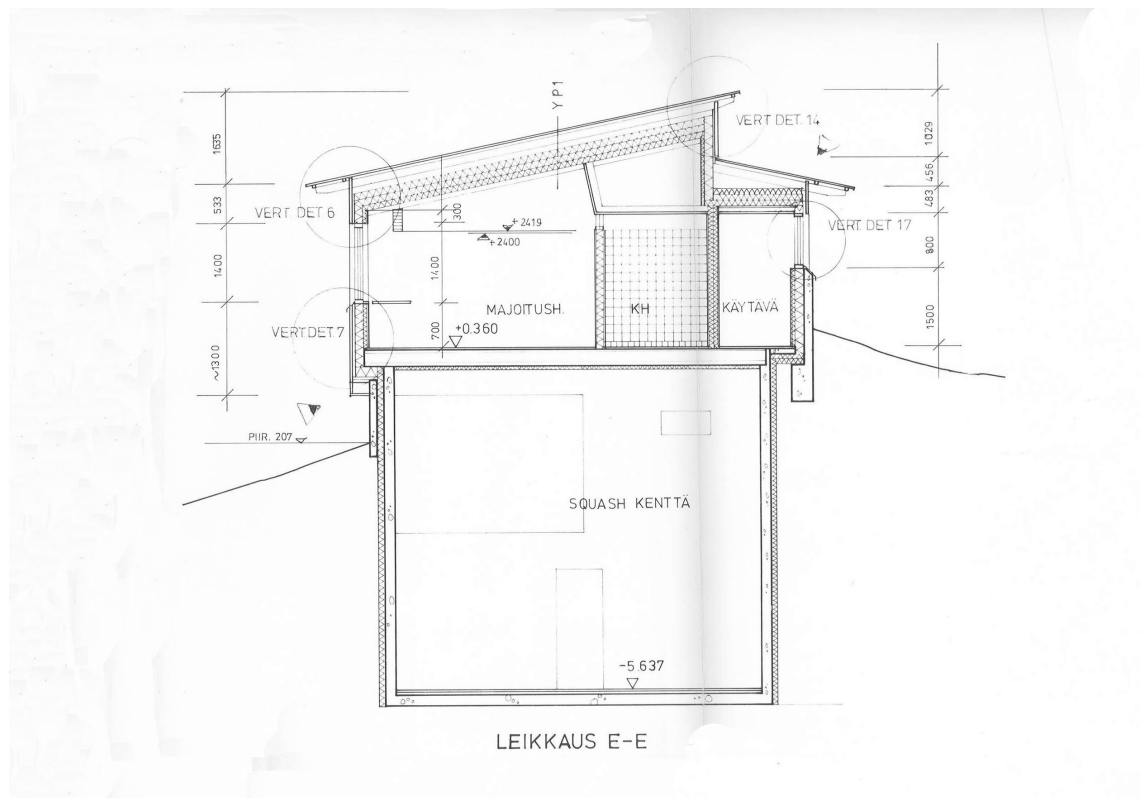 YP1
VERT DET. 14
1635
1029
456
533
483
VERT. DET. 6
300
+2419
+2400
VERT. DET. 17
1400
1400
800
MAJOITUSH.
KH
KÄYTÄVÄ
VERT.DET. 7
700
+0.360
1500
~1300
PIIR. 207
SQUASH KENTTÄ
-5.637
LEIKKAUS E-E